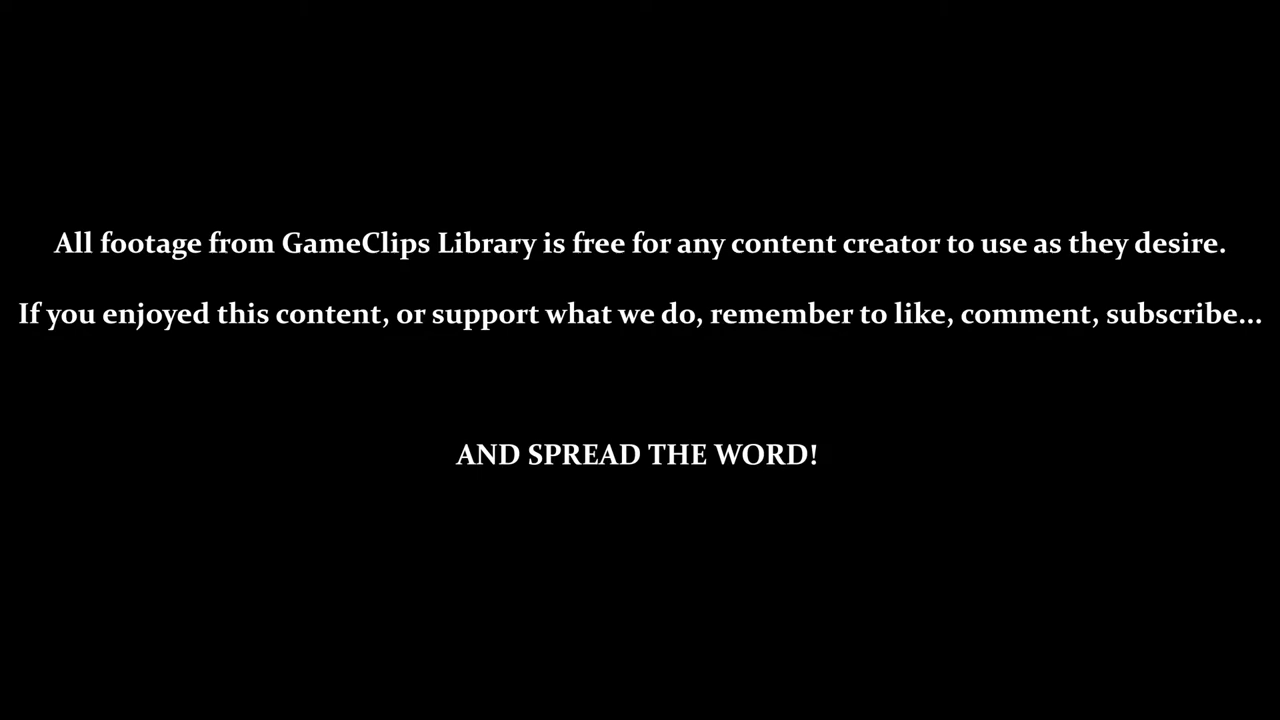 All footage from GameClips Library is free for any content creator to use as they desire.
If you enjoyed this content, or support what we do, remember to like, comment, subscribe...
AND SPREAD THE WORD!